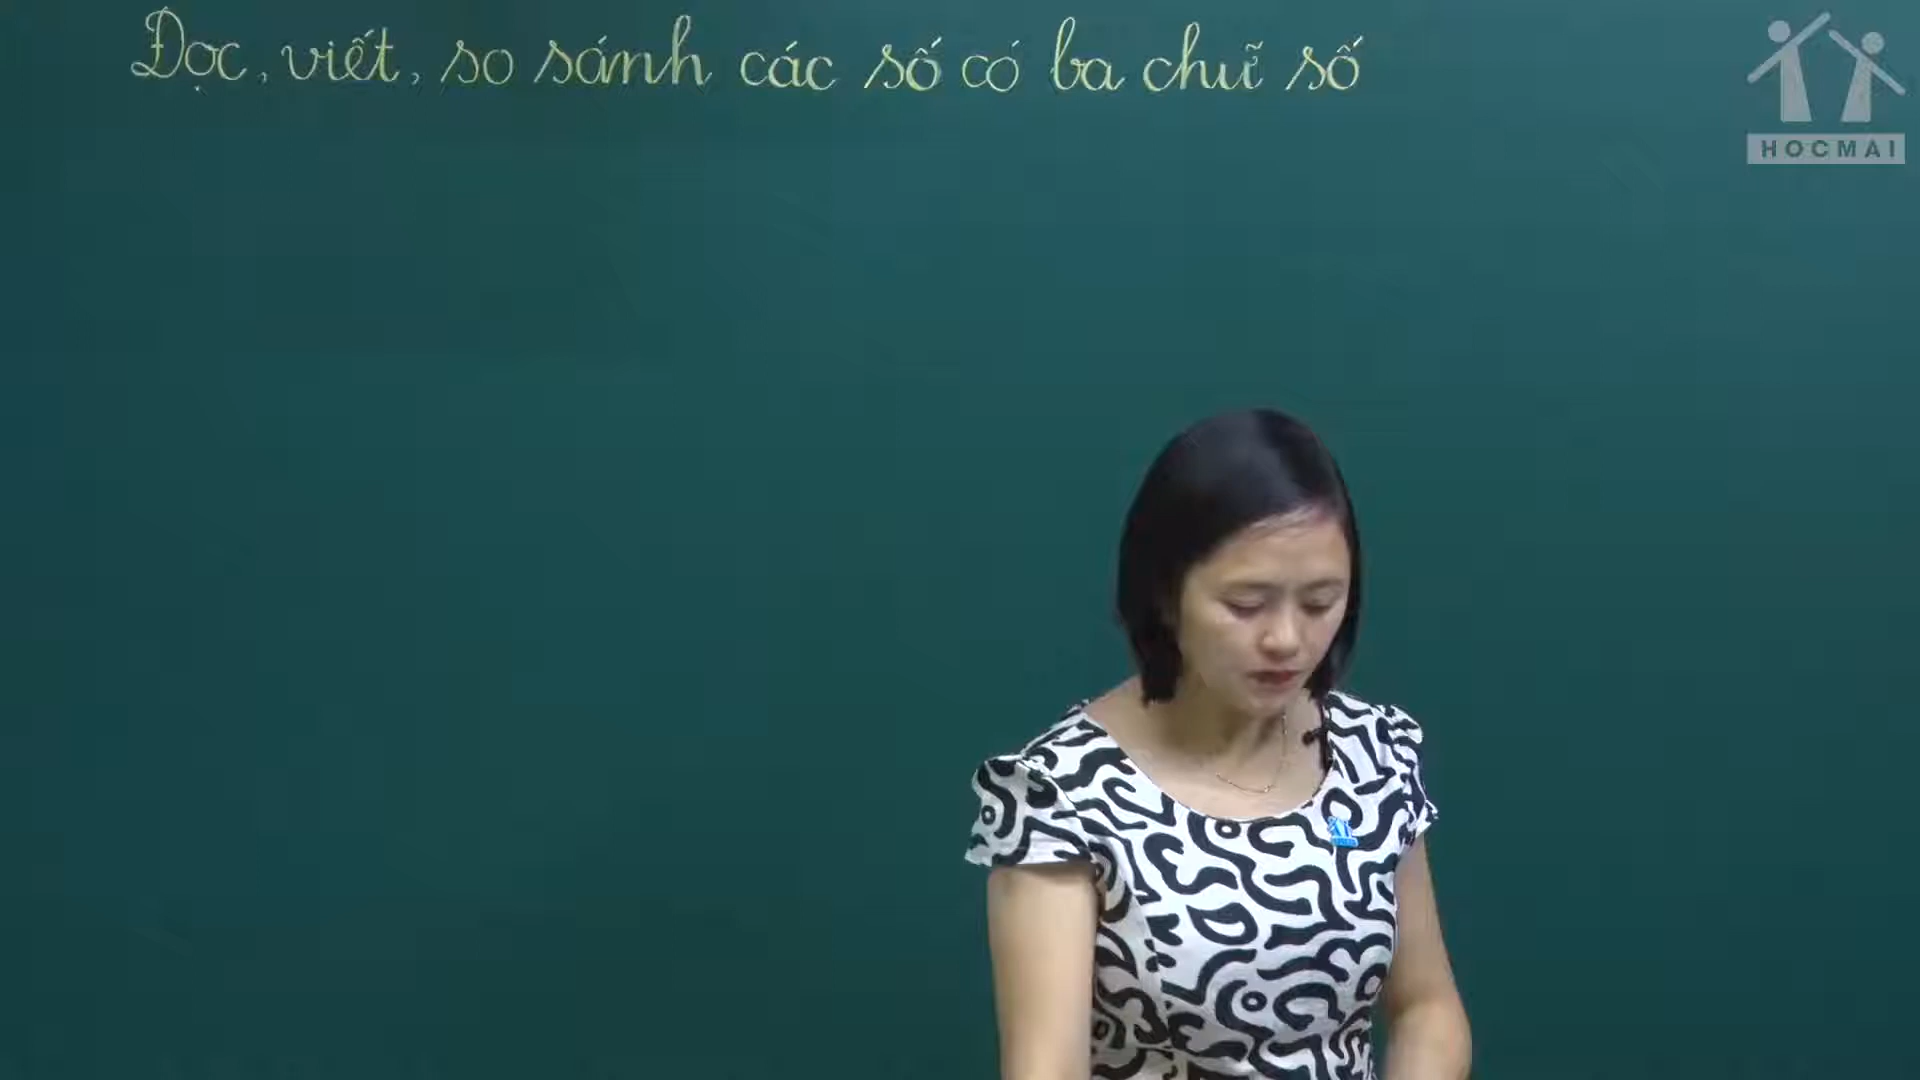 Đọc, viết, so sánh các số có ba chữ số
HOCMAI